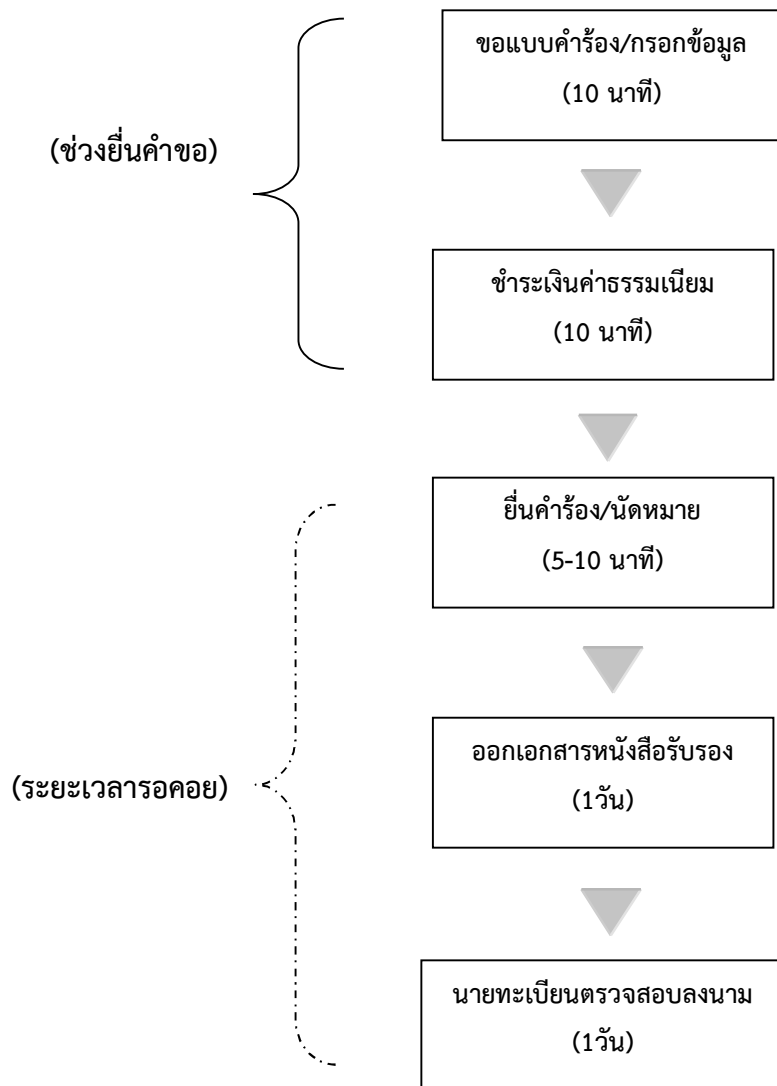 ขอแบบคำร้อง/กรอกข้อมูล
(10 นาที)
(ช่วงยื่นคำขอ)
ชำระเงินค่าธรรมเนียม
(10 นาที)
ยื่นคำร้อง/นัดหมาย
(5-10 นาที)
ออกเอกสารหนังสือรับรอง
(1วัน)
(ระยะเวลารอคอย)
นายทะเบียนตรวจสอบลงนาม
(1วัน)